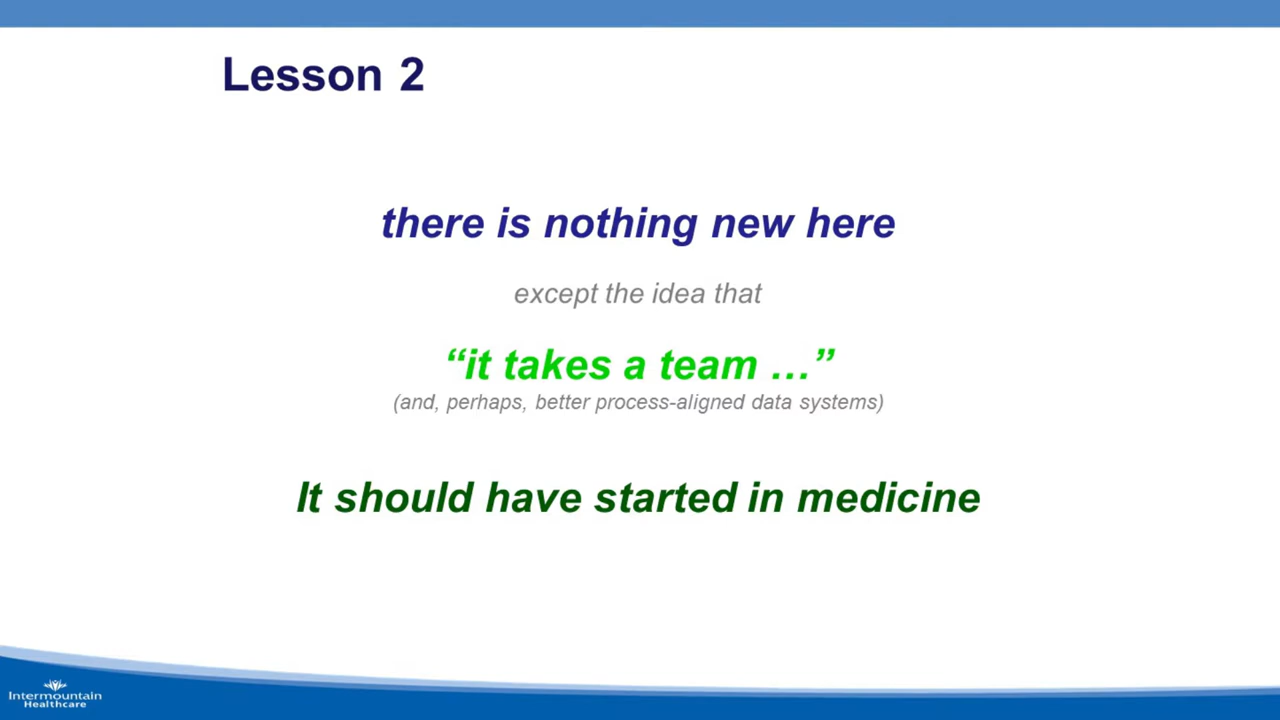 Lesson 2
there is nothing new here
except the idea that
“it takes a team …”
(and, perhaps, better process-aligned data systems)
It should have started in medicine
Intermountain
Healthcare